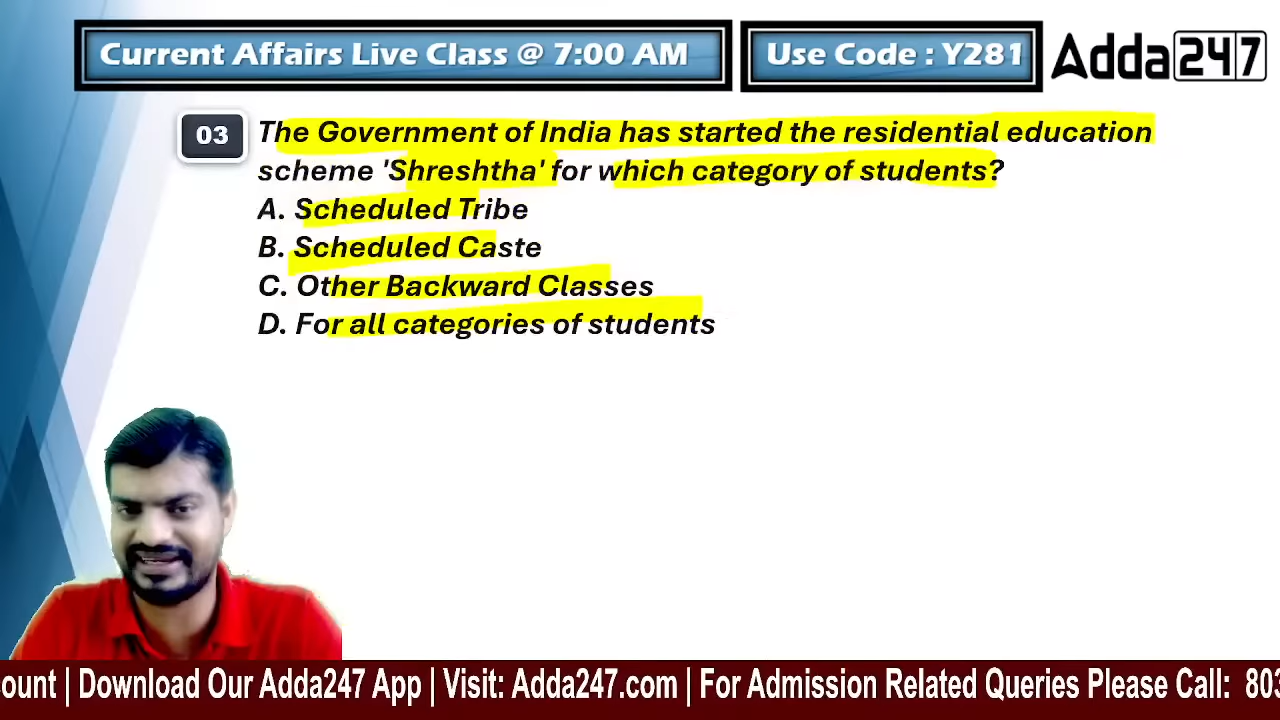 Current Affairs Live Class @ 7:00 AM
Use Code : Y281
Adda247
03
The Government of India has started the residential education
scheme 'Shreshtha' for which category of students?
A. Scheduled Tribe
B. Scheduled Caste
C. Other Backward Classes
D. For all categories of students
ount | Download Our Adda247 App | Visit: Adda247.com | For Admission Related Queries Please Call: 803